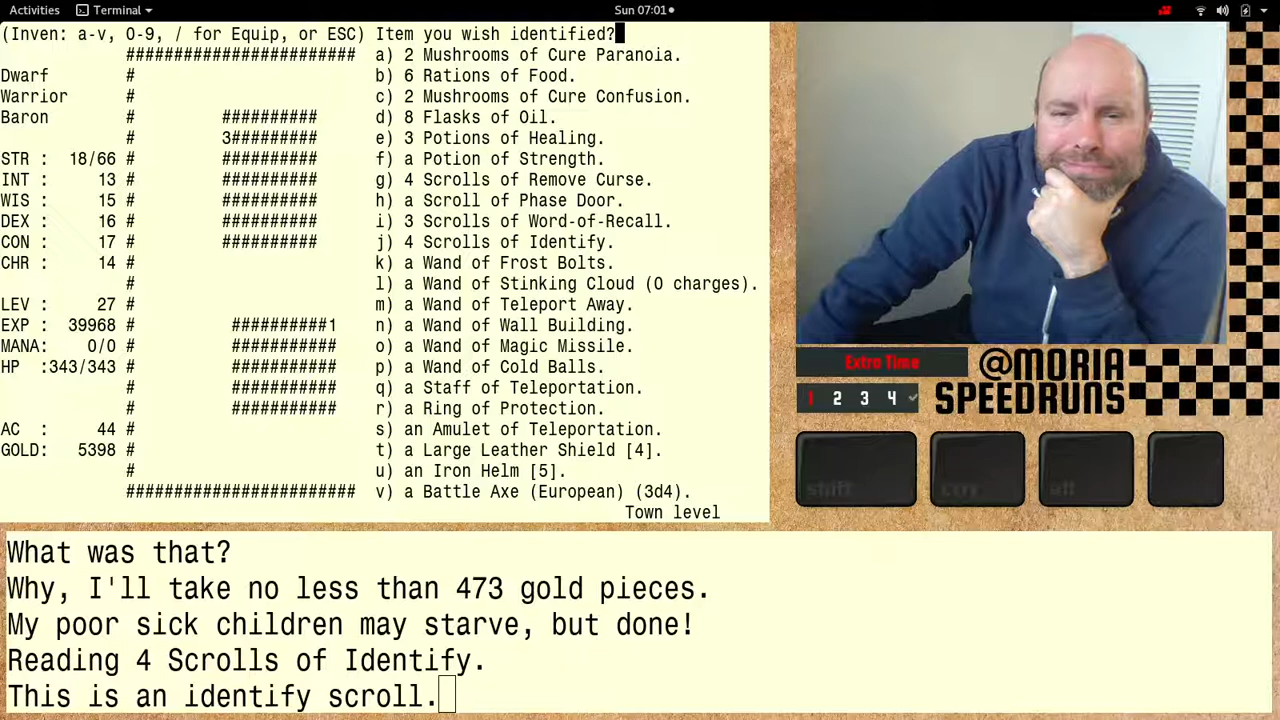 Activities Terminal Sun 07:01
(Inven: a-v, 0-9, / for Equip, or ESC) Item you wish identified?
######################## a) 2 Mushrooms of Cure Paranoia.
Dwarf # b) 6 Rations of Food.
Warrior # c) 2 Mushrooms of Cure Confusion.
Baron # ########## d) 8 Flasks of Oil.
# 3######### e) 3 Potions of Healing.
STR : 18/66 # ########## f) a Potion of Strength.
INT : 13 # ########## g) 4 Scrolls of Remove Curse.
WIS : 15 # ########## h) a Scroll of Phase Door.
DEX : 16 # ########## i) 3 Scrolls of Word-of-Recall.
CON : 17 # ########## j) 4 Scrolls of Identify.
CHR : 14 # k) a Wand of Frost Bolts.
# l) a Wand of Stinking Cloud (0 charges).
LEV : 27 # m) a Wand of Teleport Away.
EXP : 39968 # ##########1 n) a Wand of Wall Building.
MANA: 0/0 # ########### o) a Wand of Magic Missile.
HP :343/343 # ########### p) a Wand of Cold Balls.
# ########### q) a Staff of Teleportation.
# ########### r) a Ring of Protection.
AC : 44 # s) an Amulet of Teleportation.
GOLD: 5398 # t) a Large Leather Shield [4].
# u) an Iron Helm [5].
######################## v) a Battle Axe (European) (3d4).
Town level
Extro Time
1 2 3 4
@MORIA
SPEEDRUNS
shift ctrl alt
What was that?
Why, I'll take no less than 473 gold pieces.
My poor sick children may starve, but done!
Reading 4 Scrolls of Identify.
This is an identify scroll.